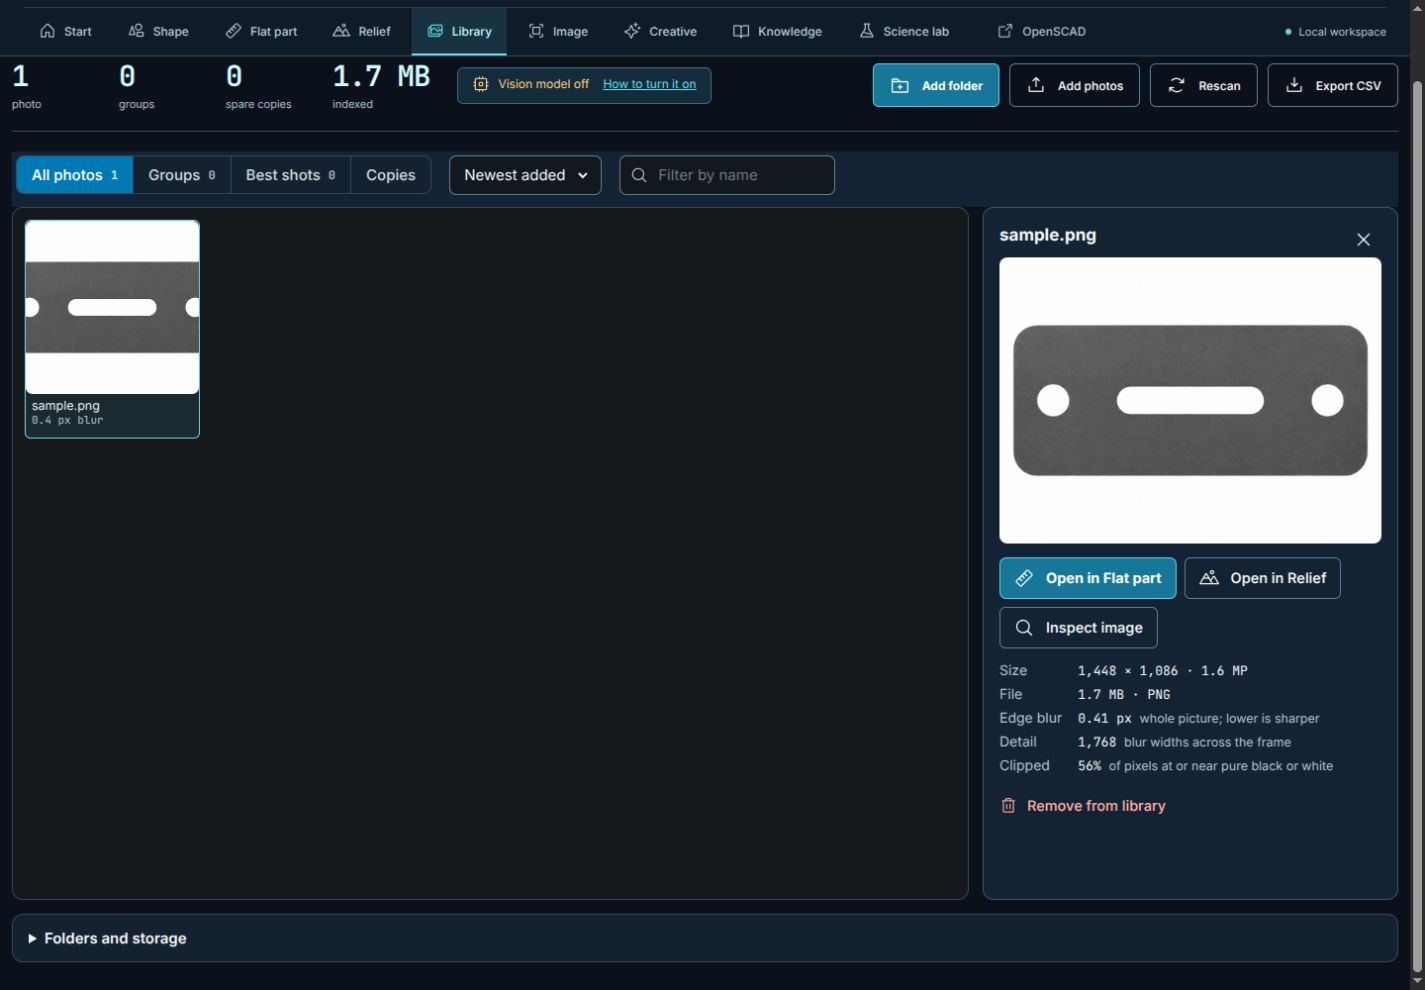 Start Shape Flat part Relief Library Image Creative Knowledge Science lab OpenSCAD Local workspace
1 0 0 1.7 MB
photo groups spare copies indexed
Vision model off How to turn it on
Add folder Add photos Rescan Export CSV
All photos 1 Groups 0 Best shots 0 Copies Newest added Filter by name
sample.png
0.4 px blur
sample.png
Open in Flat part Open in Relief
Inspect image
Size 1,448 × 1,086 · 1.6 MP
File 1.7 MB · PNG
Edge blur 0.41 px whole picture; lower is sharper
Detail 1,768 blur widths across the frame
Clipped 56% of pixels at or near pure black or white
Remove from library
Folders and storage